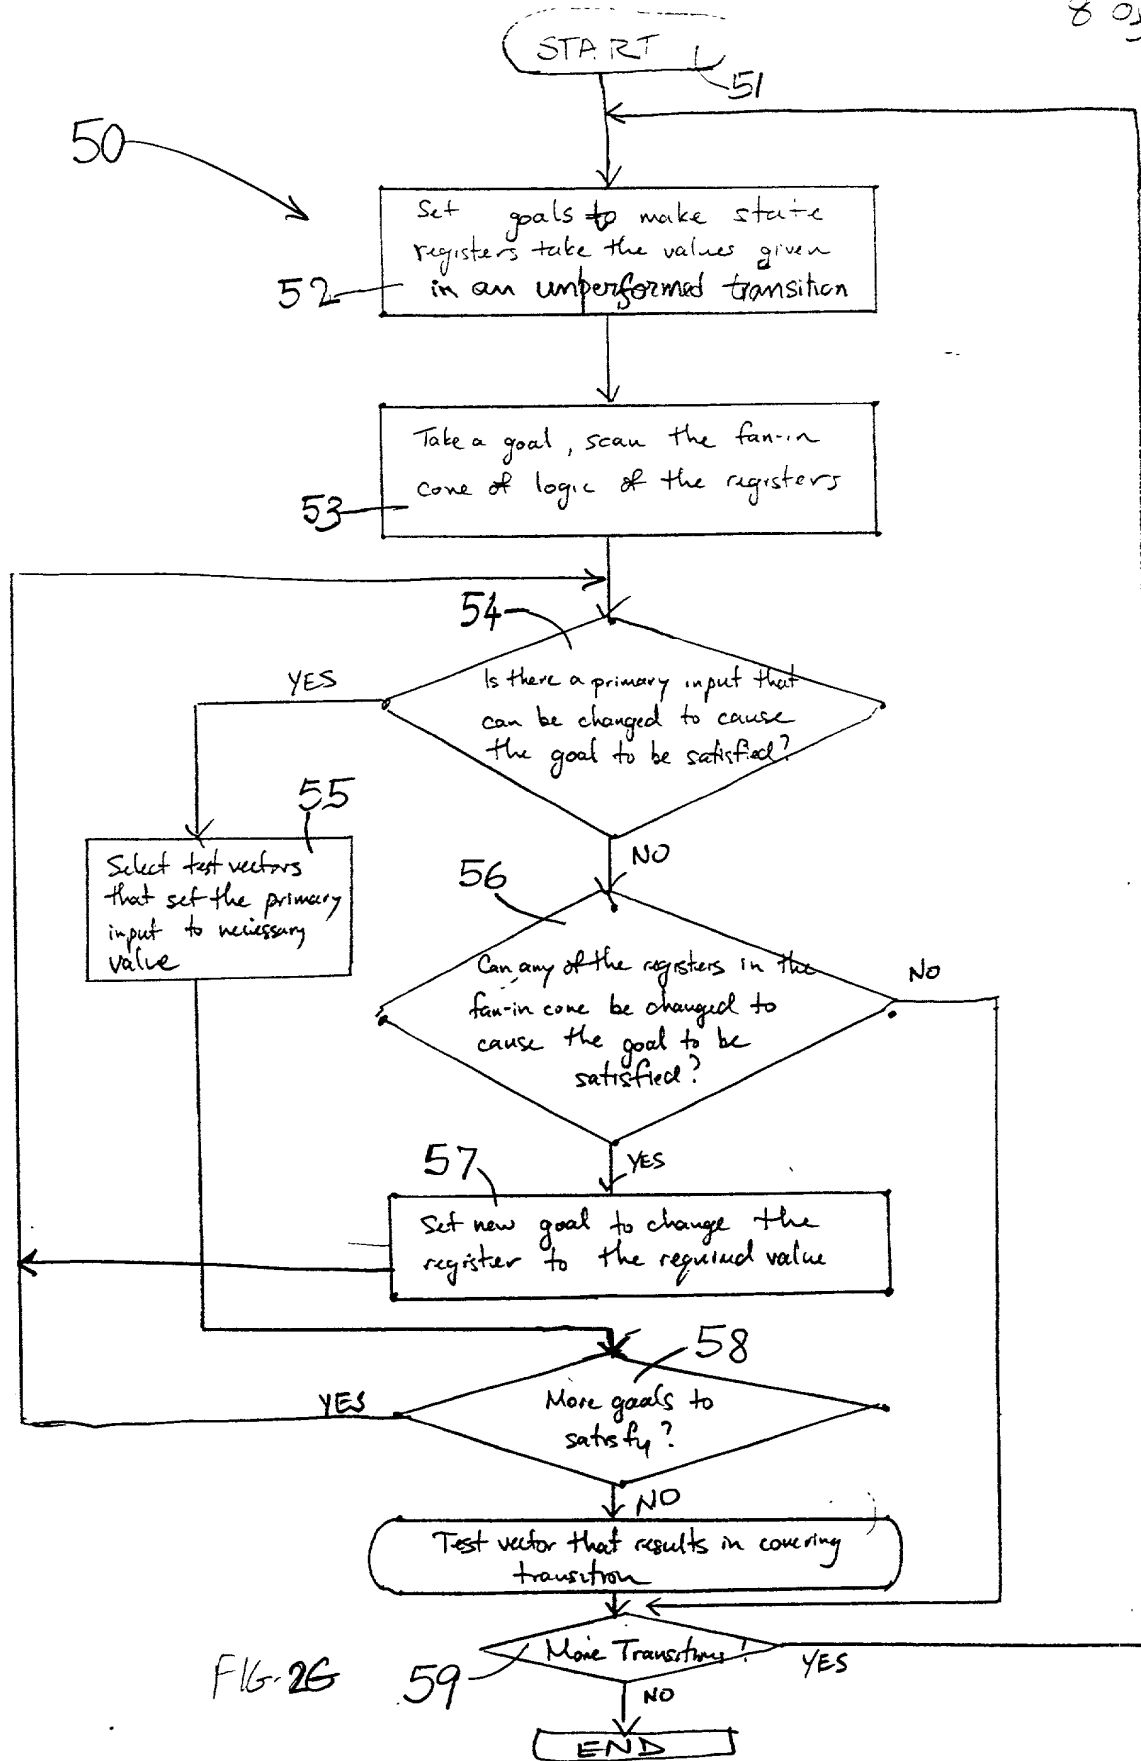 8 of
START
51
50
Set goals to make state
registers take the values given
in an unperformed transition
52
Take a goal, scan the fan-in
cone of logic of the registers
53
54
YES
Is there a primary input that
can be changed to cause
the goal to be satisfied?
55
Select test vectors
that set the primary
input to necessary
value
NO
56
Can any of the registers in the
fan-in cone be changed to
cause the goal to be
satisfied?
NO
YES
57
Set new goal to change the
register to the required value
58
YES
More goals to
satisfy?
NO
Test vector that results in covering
transition
More Transitions?
YES
59
FIG. 2G
NO
END